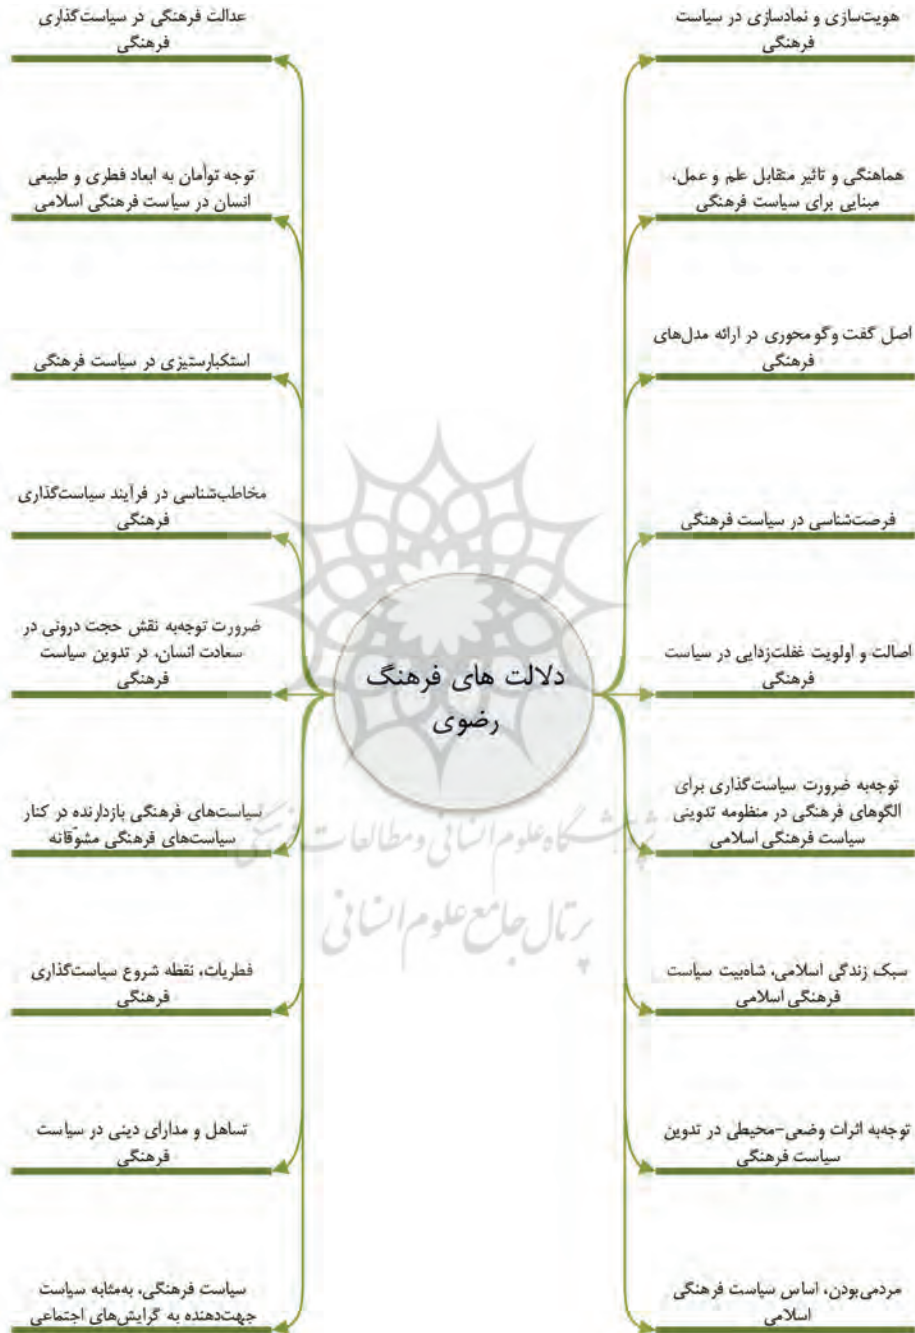 هویت‌سازی و نمادسازی در سیاست
فرهنگی
هماهنگی و تاثیر متقابل علم و عمل،
مبنایی برای سیاست فرهنگی
اصل گفت وگو محوری در ارائه مدل‌های
فرهنگی
فرصت‌شناسی در سیاست فرهنگی
اصالت و اولویت غفلت‌زدایی در سیاست
فرهنگی
توجه‌به ضرورت سیاست‌گذاری برای
الگوهای فرهنگی در منظومه تدوینی
سیاست فرهنگی اسلامی
سبک زندگی اسلامی، شاه‌بیت سیاست
فرهنگی اسلامی
توجه‌به اثرات وضعی-محیطی در تدوین
سیاست فرهنگی
مردمی‌بودن، اساس سیاست فرهنگی
اسلامی
دلالت های فرهنگ
رضوی
عدالت فرهنگی در سیاست‌گذاری
فرهنگی
توجه توأمان به ابعاد فطری و طبیعی
انسان در سیاست فرهنگی اسلامی
استکبارستیزی در سیاست فرهنگی
مخاطب‌شناسی در فرآیند سیاست‌گذاری
فرهنگی
ضرورت توجه‌به نقش حجت درونی در
سعادت انسان، در تدوین سیاست
فرهنگی
سیاست‌های فرهنگی بازدارنده در کنار
سیاست‌های فرهنگی مشوّقانه
فطریات، نقطه شروع سیاست‌گذاری
فرهنگی
تساهل و مدارای دینی در سیاست
فرهنگی
سیاست فرهنگی، به‌مثابه سیاست
جهت‌دهنده به گرایش‌های اجتماعی
پژوهشگاه علوم انسانی و مطالعات فرهنگی
پرتال جامع علوم انسانی